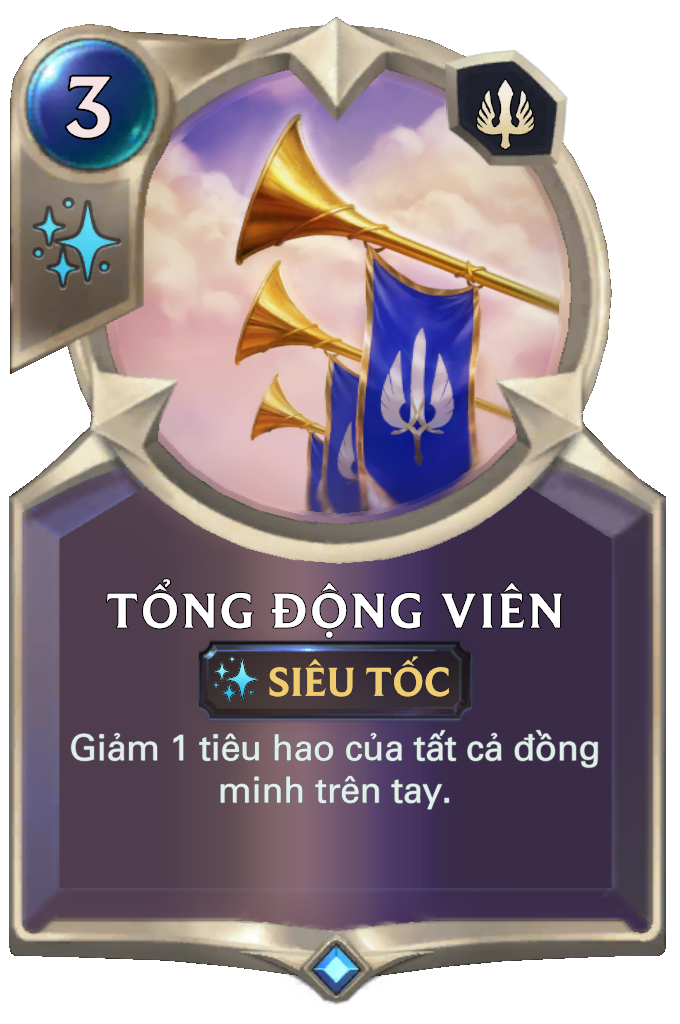 3
TỔNG ĐỘNG VIÊN
SIÊU TỐC
Giảm 1 tiêu hao của tất cả đồng
minh trên tay.